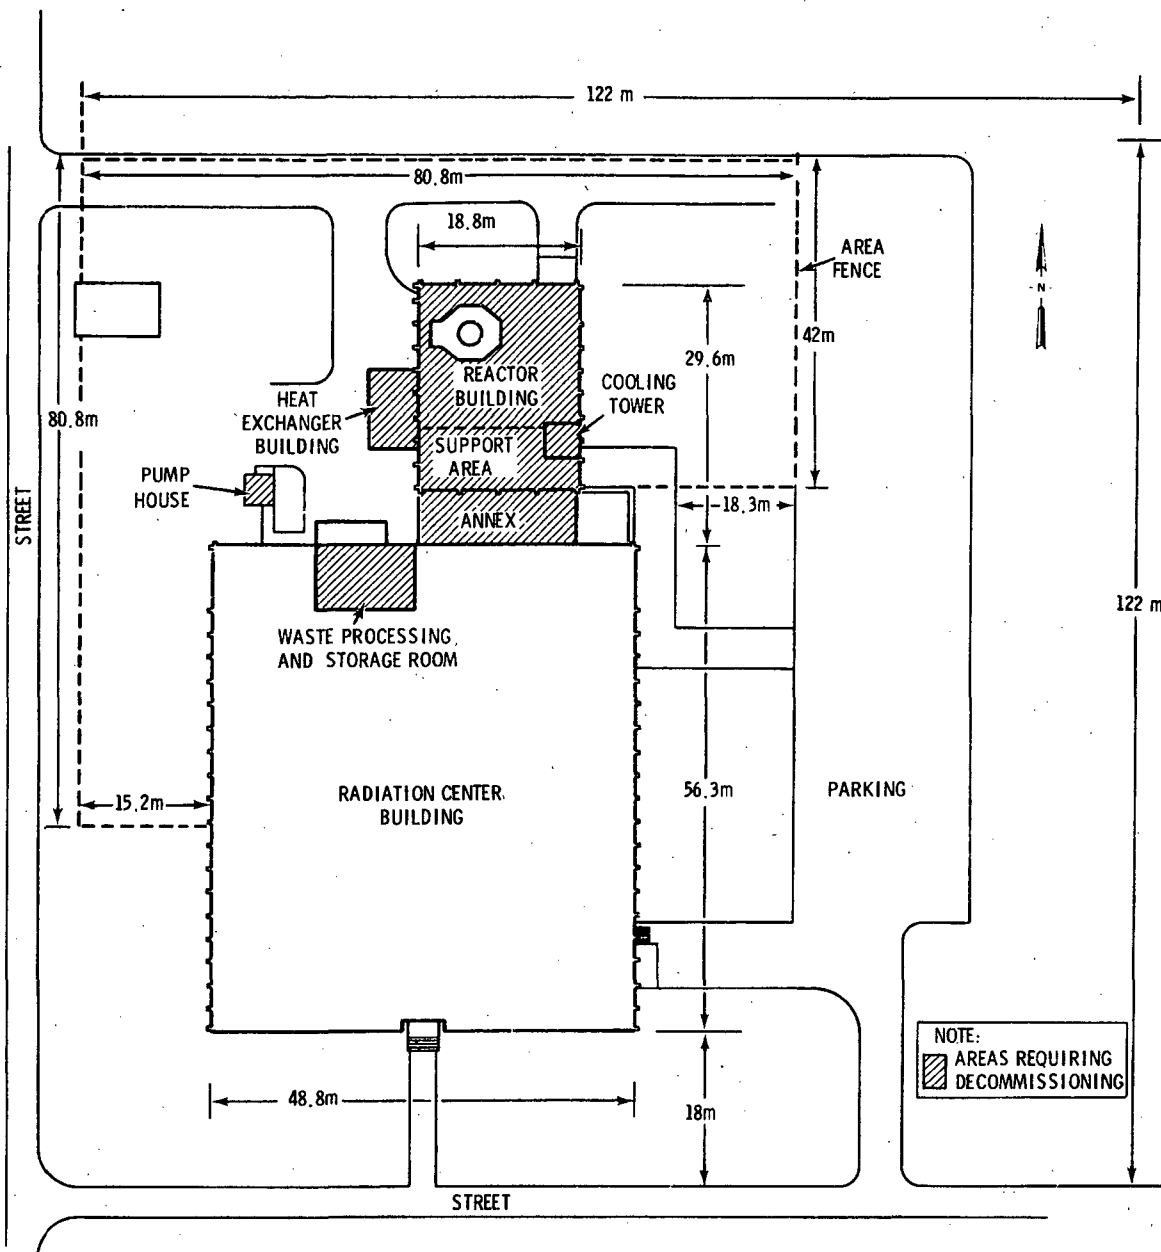 122 m
80.8m
18.8m
AREA
FENCE
N
42m
29.6m
REACTOR
BUILDING
COOLING
TOWER
HEAT
EXCHANGER
BUILDING
80.8m
SUPPORT
AREA
PUMP
HOUSE
STREET
18.3m
ANNEX
122 m
WASTE PROCESSING
AND STORAGE ROOM
15.2m
RADIATION CENTER
BUILDING
56.3m
PARKING
NOTE:
AREAS REQUIRING
DECOMMISSIONING
48.8m
18m
STREET